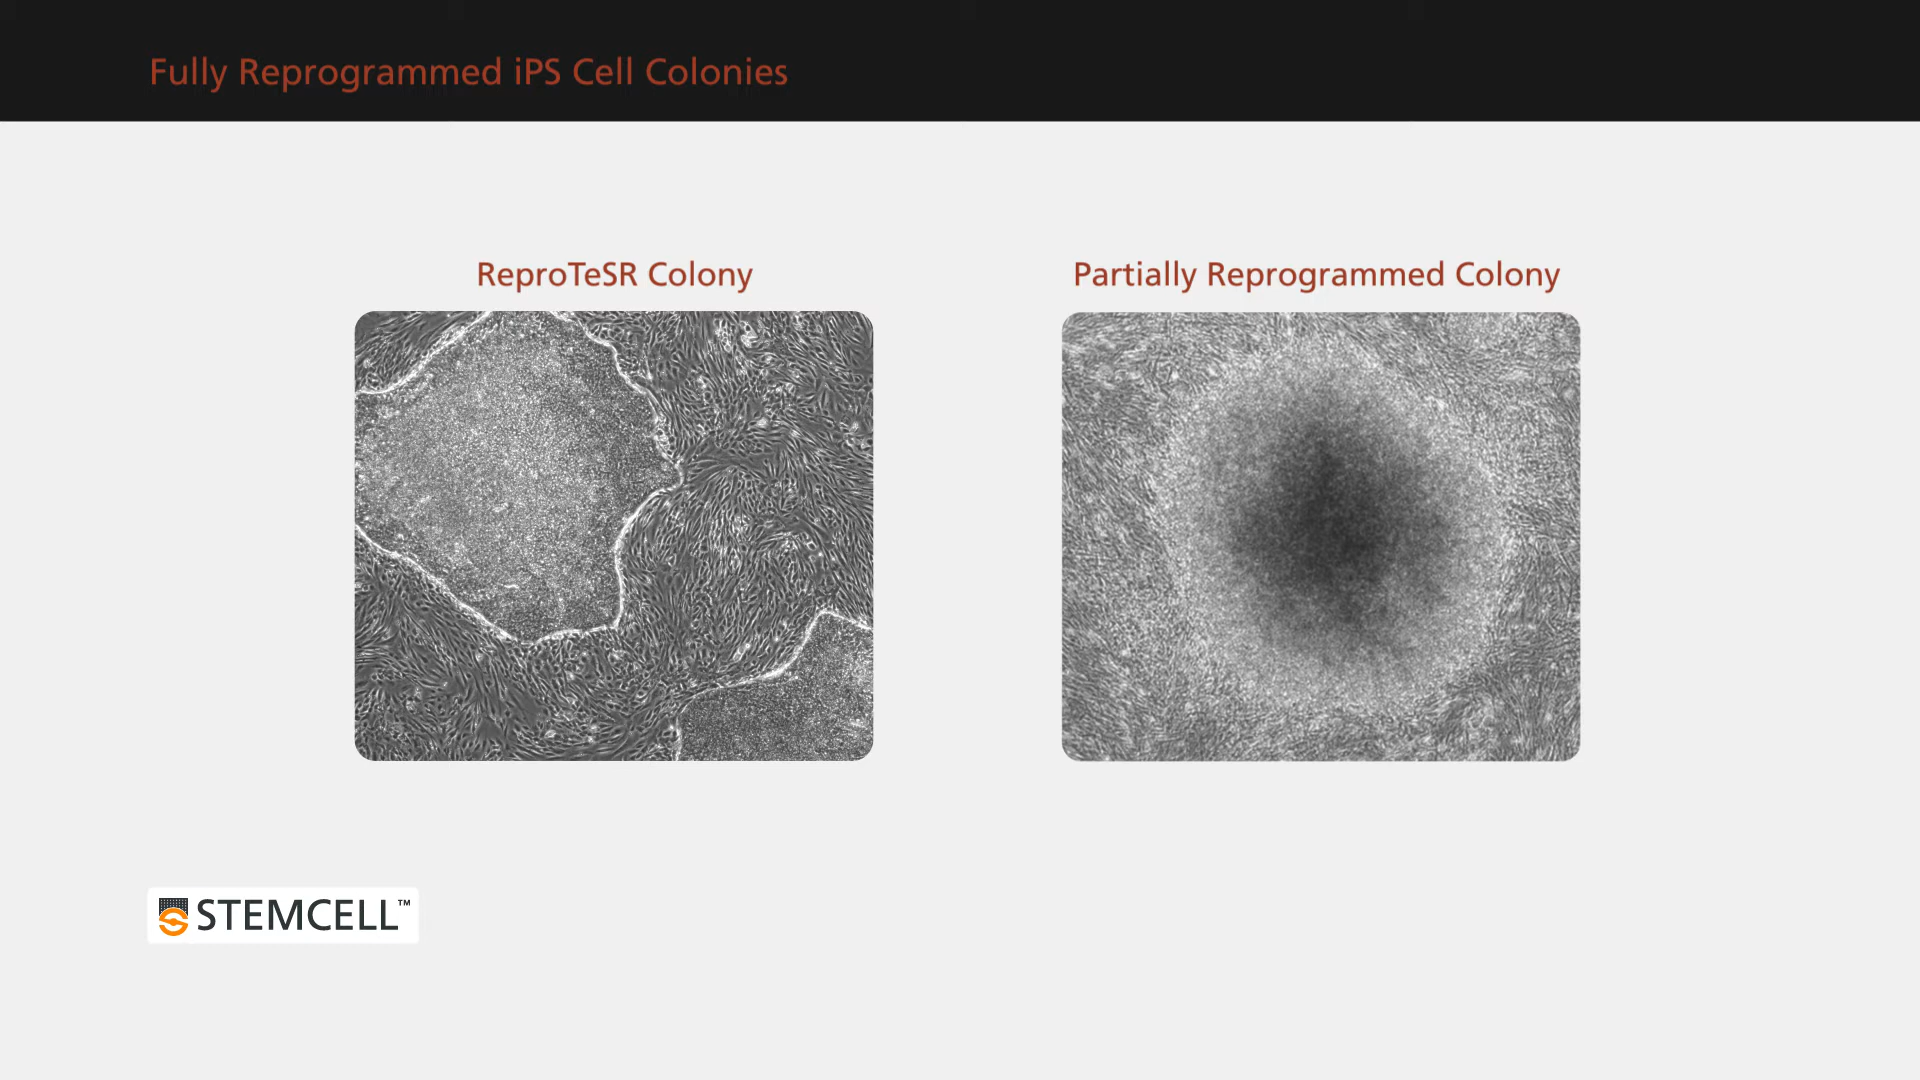 Fully Reprogrammed iPS Cell Colonies
ReproTeSR Colony
Partially Reprogrammed Colony
STEMCELL™